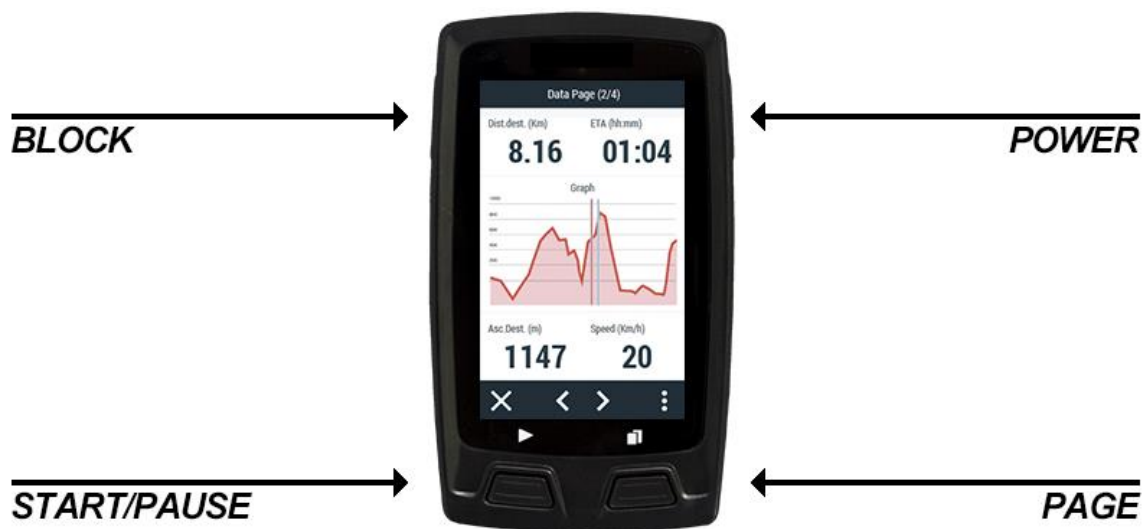 Data Page (2/4)
BLOCK
POWER
Dist.dest. (Km) ETA (hh:mm)
8.16 01:04
Graph
Asc.Dest. (m) Speed (Km/h)
1147 20
START/PAUSE
PAGE